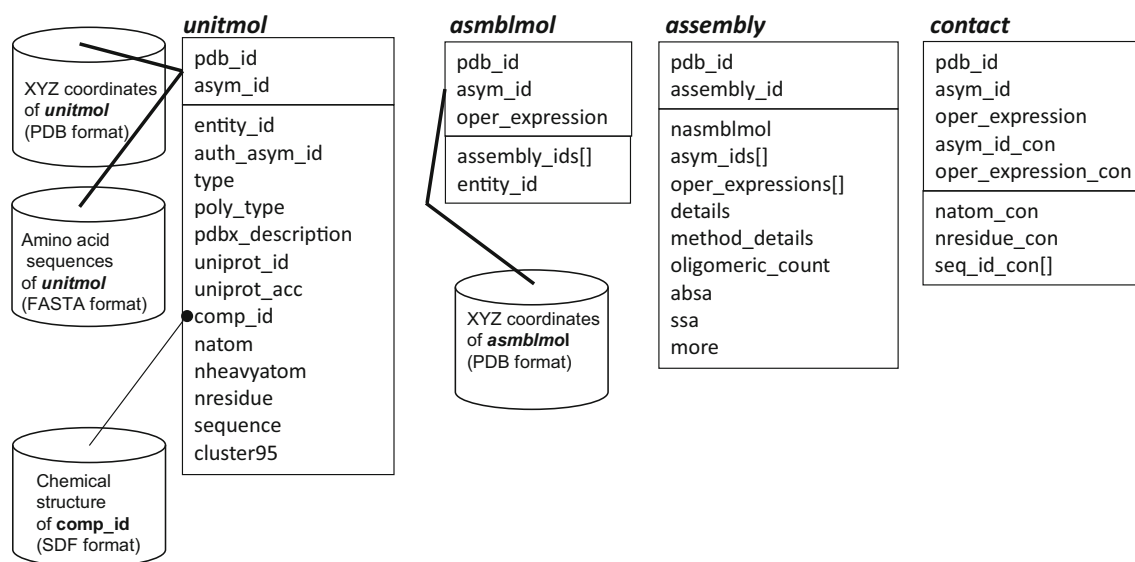 unitmol
pdb_id
asym_id
entity_id
auth_asym_id
type
poly_type
pdbx_description
uniprot_id
uniprot_acc
comp_id
natom
nheavyatom
nresidue
sequence
cluster95
XYZ coordinates
of unitmol
(PDB format)
Amino acid
sequences
of unitmol
(FASTA format)
Chemical
structure
of comp_id
(SDF format)
asmblmol
pdb_id
asym_id
oper_expression
assembly_ids[]
entity_id
XYZ coordinates
of asmblmol
(PDB format)
assembly
pdb_id
assembly_id
nasmblmol
asym_ids[]
oper_expressions[]
details
method_details
oligomeric_count
absa
ssa
more
contact
pdb_id
asym_id
oper_expression
asym_id_con
oper_expression_con
natom_con
nresidue_con
seq_id_con[]